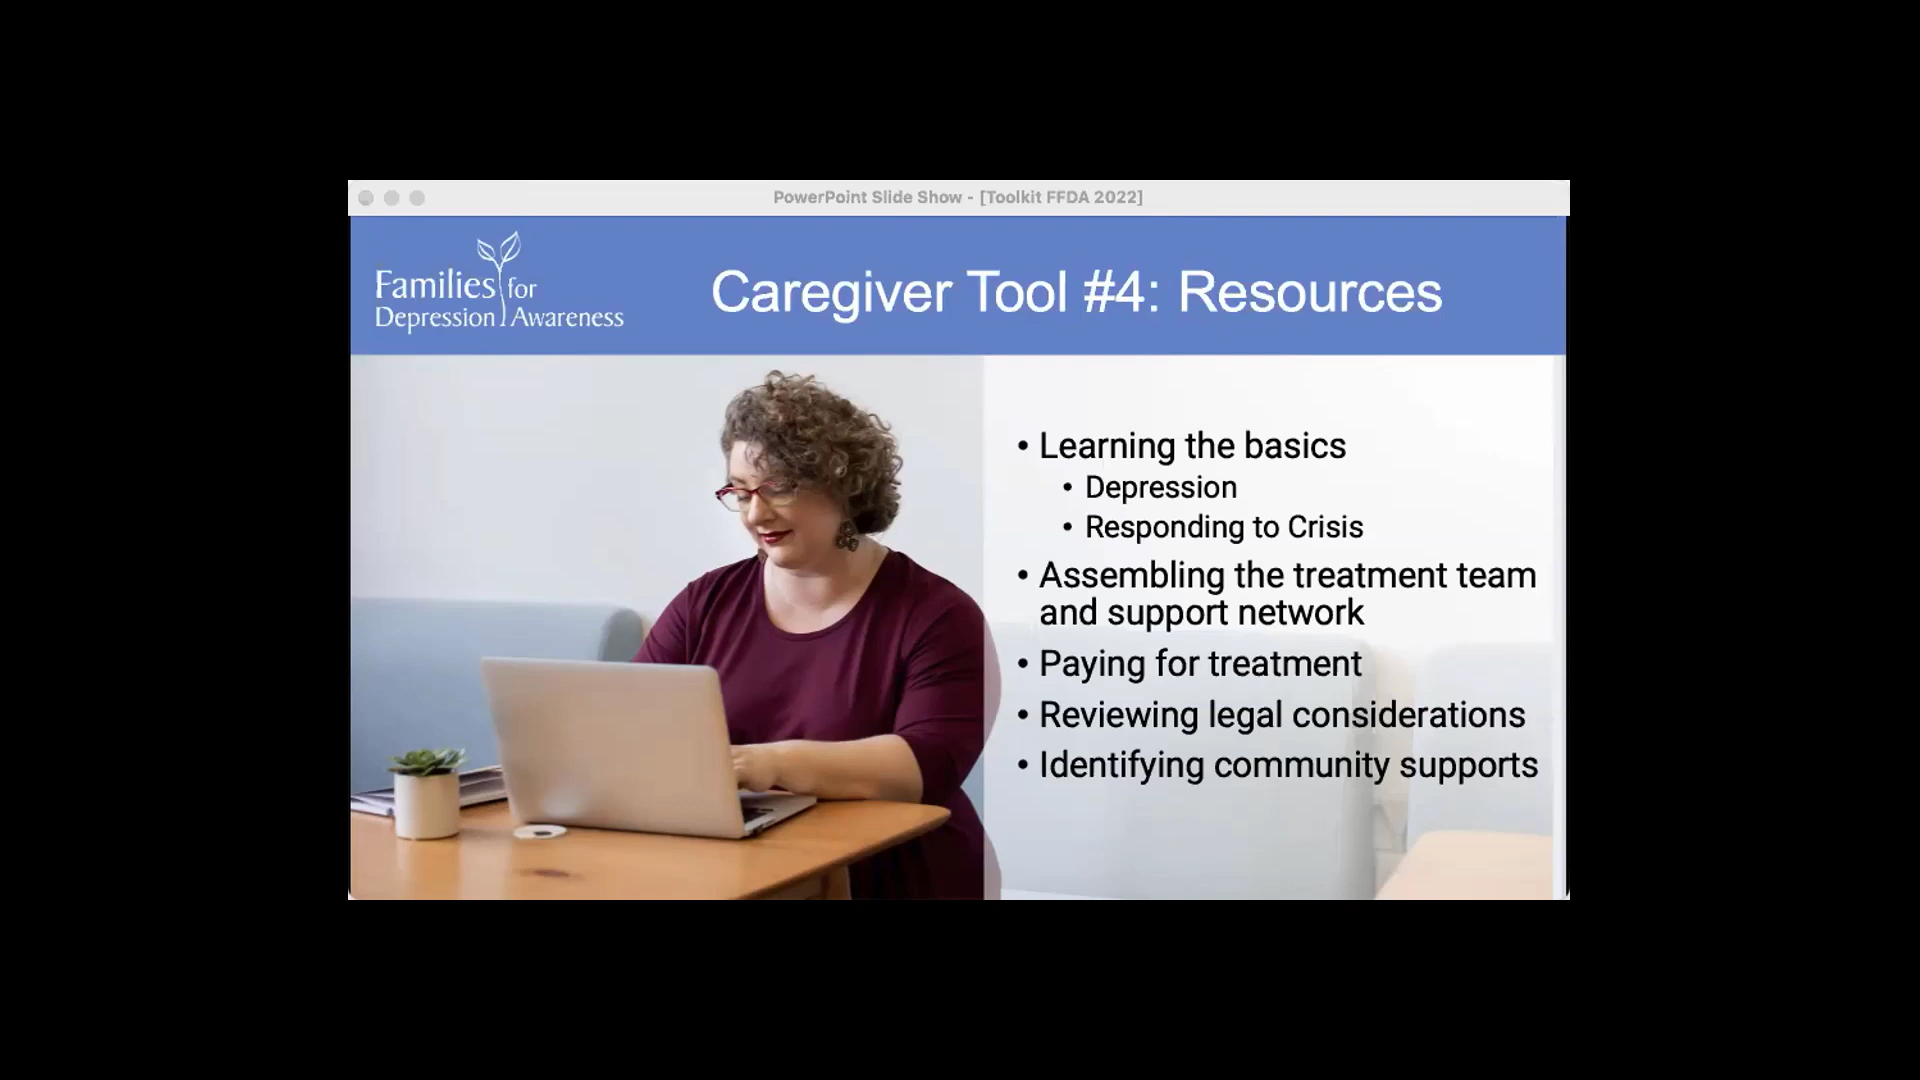 PowerPoint Slide Show - [Toolkit FFDA 2022]
Families for
Depression Awareness
Caregiver Tool #4: Resources
• Learning the basics
• Depression
• Responding to Crisis
• Assembling the treatment team
and support network
• Paying for treatment
• Reviewing legal considerations
• Identifying community supports